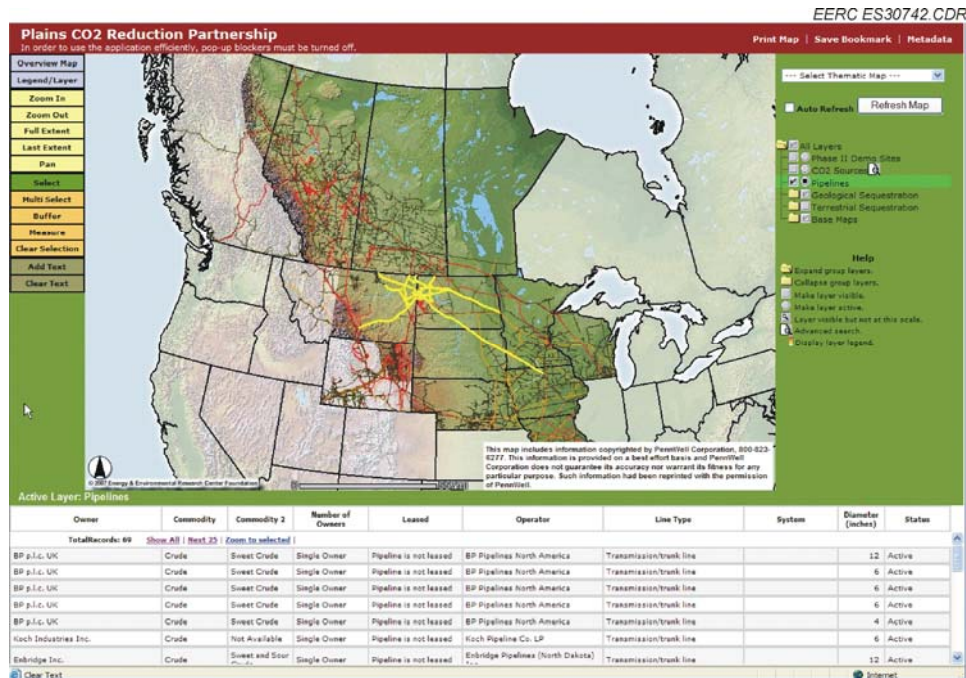 EERC ES30742.CDR
Plains CO2 Reduction Partnership
In order to use the application efficiently, pop-up blockers must be turned off.
Print Map | Save Bookmark | Metadata
Overview Map
Legend/Layer
Zoom In
Zoom Out
Full Extent
Last Extent
Pan
Select
Multi Select
Buffer
Measure
Clear Selection
Add Text
Clear Text
--- Select Thematic Map ---
Auto Refresh Refresh Map
All Layers
Phase II Demo Sites
CO2 Sources
Pipelines
Geological Sequestration
Terrestrial Sequestration
Base Maps
Help
Expand group layers.
Collapse group layers.
Make layer visible.
Make layer active.
Layer visible but not at this scale.
Advanced search.
Display layer legend.
This map includes information copyrighted by PennWell Corporation, 800-823-
6277. This information is provided on a best effort basis and PennWell
Corporation does not guarantee its accuracy nor warrant its fitness for any
particular purpose. Such information had been reprinted with the permission
of PennWell.
© 2007 Energy & Environmental Research Center Foundation
Active Layer: Pipelines
Owner Commodity Commodity 2 Number of Owners Leased Operator Line Type System Diameter (inches) Status
TotalRecords: 69 Show All | Next 25 | Zoom to selected |
BP p.l.c. UK Crude Sweet Crude Single Owner Pipeline is not leased BP Pipelines North America Transmission/trunk line 12 Active
BP p.l.c. UK Crude Sweet Crude Single Owner Pipeline is not leased BP Pipelines North America Transmission/trunk line 6 Active
BP p.l.c. UK Crude Sweet Crude Single Owner Pipeline is not leased BP Pipelines North America Transmission/trunk line 6 Active
BP p.l.c. UK Crude Sweet Crude Single Owner Pipeline is not leased BP Pipelines North America Transmission/trunk line 6 Active
BP p.l.c. UK Crude Sweet Crude Single Owner Pipeline is not leased BP Pipelines North America Transmission/trunk line 4 Active
Koch Industries Inc. Crude Not Available Single Owner Pipeline is not leased Koch Pipeline Co. LP Transmission/trunk line 6 Active
Enbridge Inc. Crude Sweet and Sour Single Owner Pipeline is not leased Enbridge Pipelines (North Dakota) Transmission/trunk line 12 Active
Clear Text
Internet